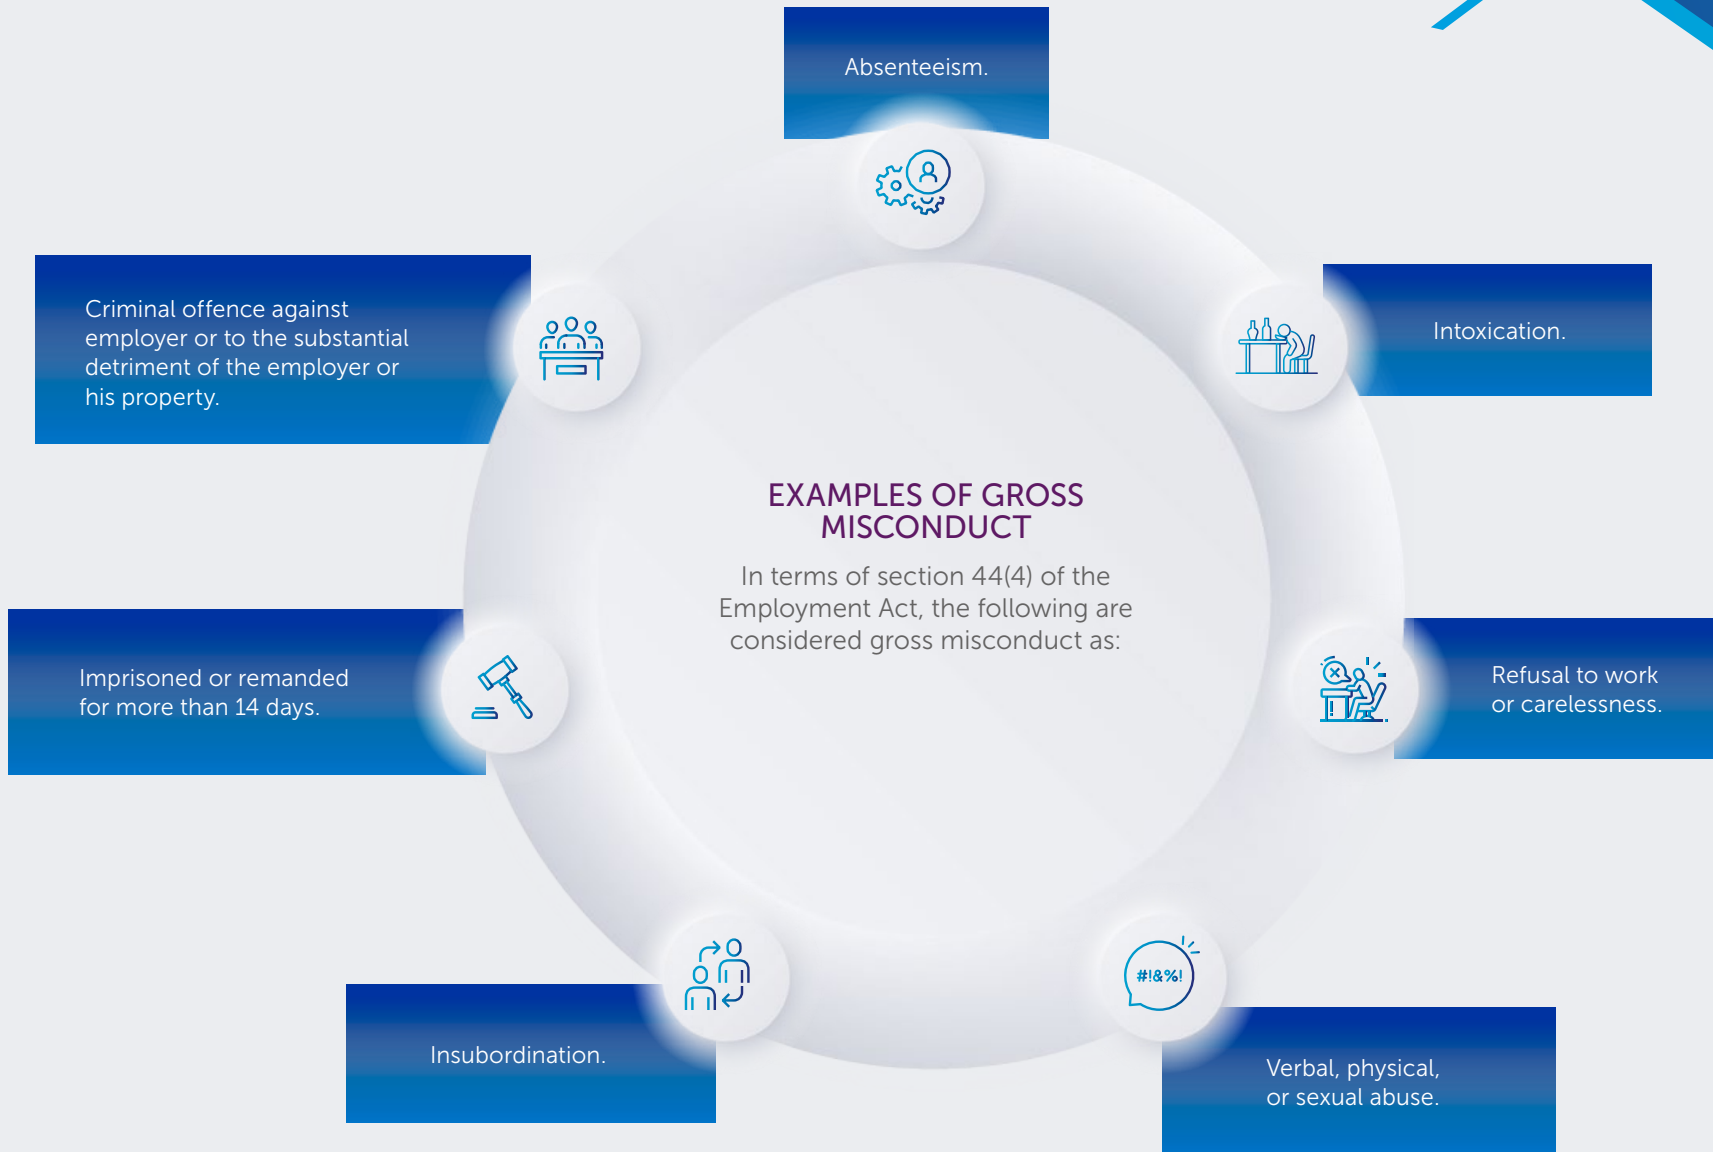 Absenteeism.
Criminal offence against
employer or to the substantial
detriment of the employer or
his property.
Intoxication.
EXAMPLES OF GROSS
MISCONDUCT
In terms of section 44(4) of the
Employment Act, the following are
considered gross misconduct as:
Imprisoned or remanded
for more than 14 days.
Refusal to work
or carelessness.
#!&%!
Insubordination.
Verbal, physical,
or sexual abuse.